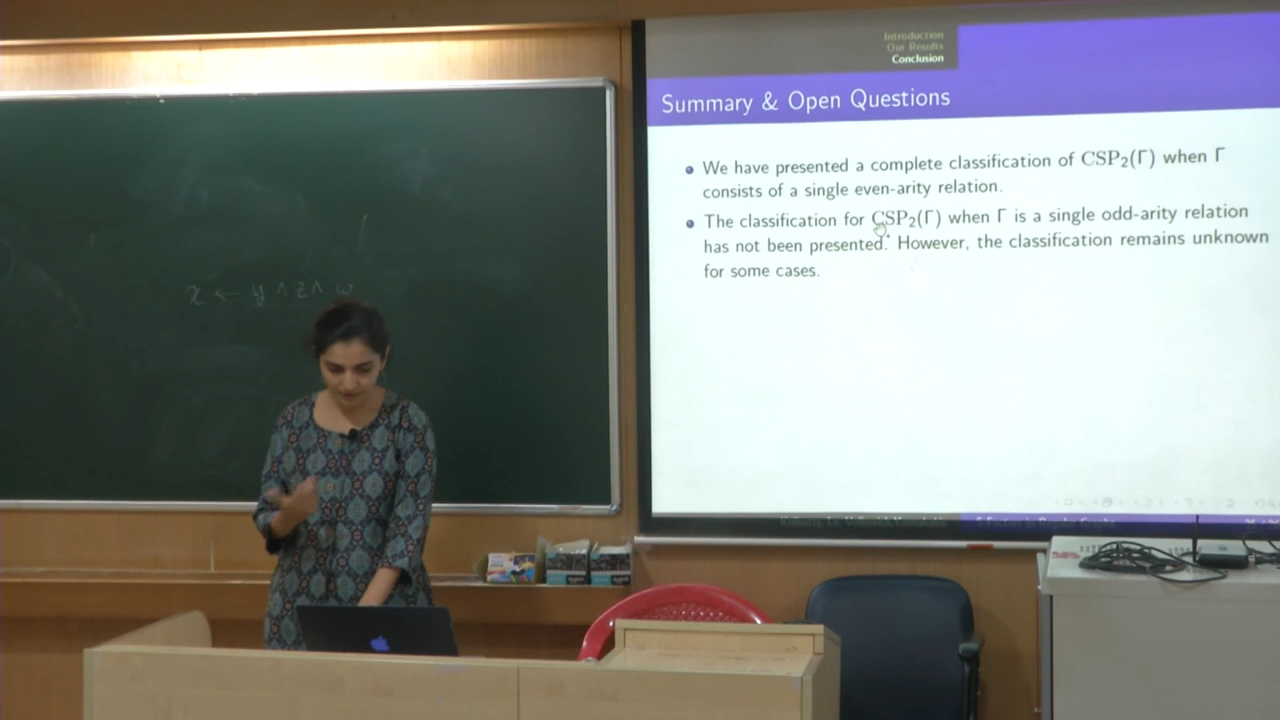 x ← y ∧ z ∧ w
Introduction
Our Results
Conclusion
Summary & Open Questions
We have presented a complete classification of CSP₂(Γ) when Γ
consists of a single even-arity relation.
The classification for CSP₂(Γ) when Γ is a single odd-arity relation
has not been presented. However, the classification remains unknown
for some cases.